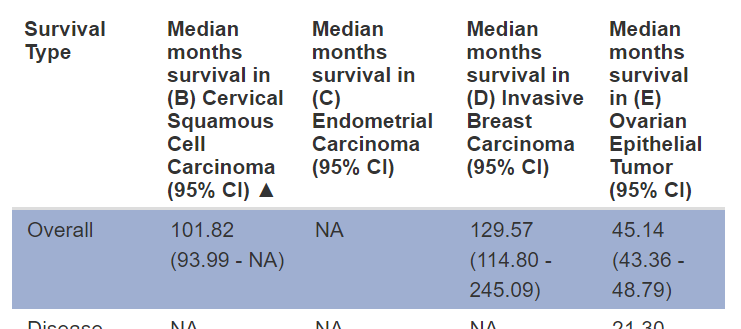 Survival Type
Median months survival in (B) Cervical Squamous Cell Carcinoma (95% CI) ▲
Median months survival in (C) Endometrial Carcinoma (95% CI)
Median months survival in (D) Invasive Breast Carcinoma (95% CI)
Median months survival in (E) Ovarian Epithelial Tumor (95% CI)
Overall
101.82
(93.99 - NA)
NA
129.57
(114.80 -
245.09)
45.14
(43.36 -
48.79)
Disease
NA
NA
NA
21.30